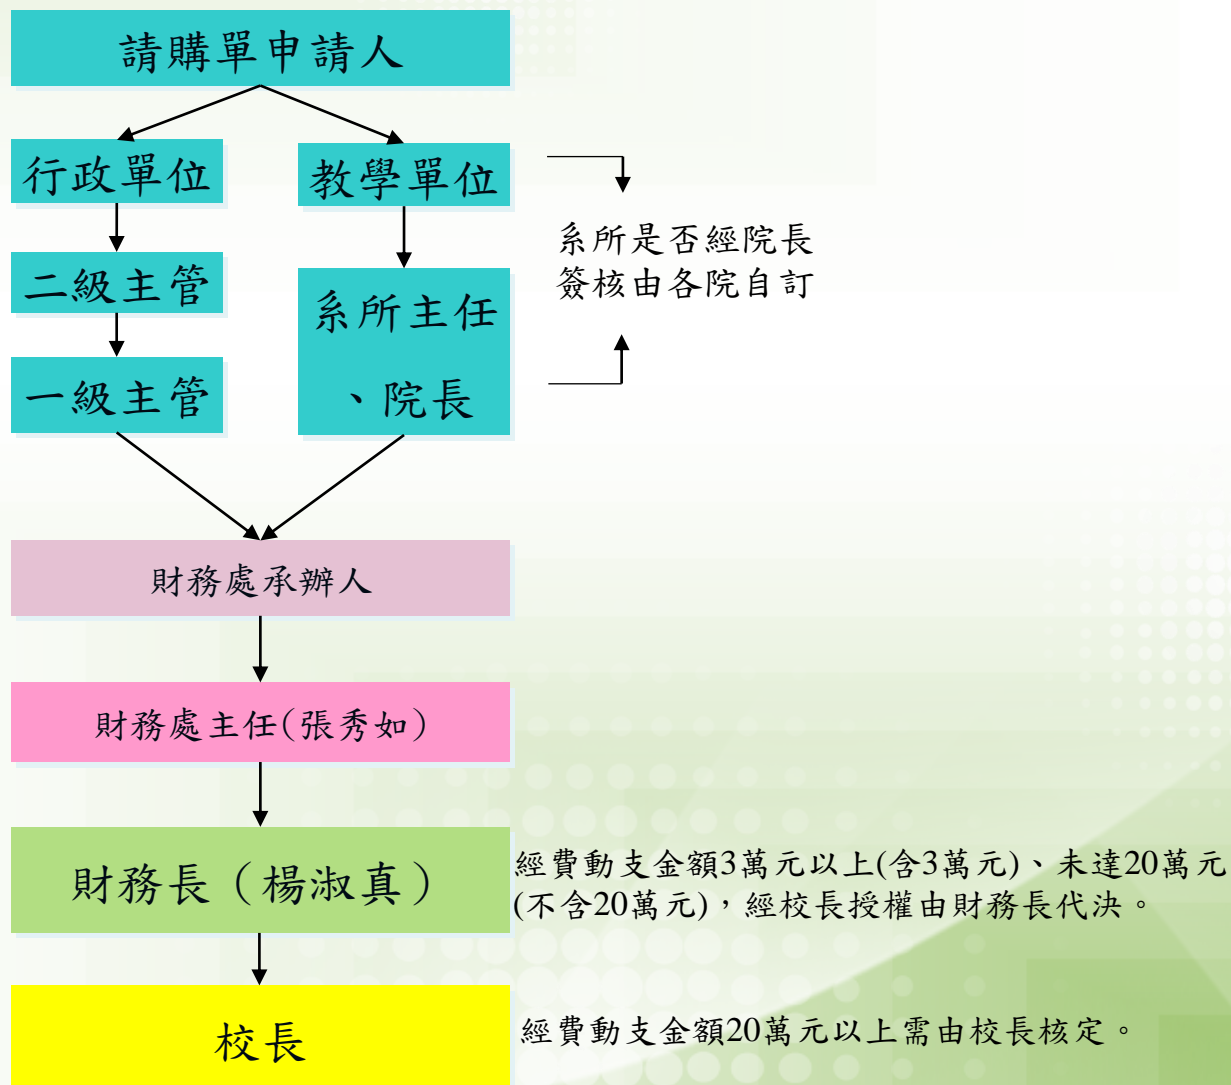 請購單申請人
行政單位
教學單位
系所是否經院長
簽核由各院自訂
二級主管
系所主任
、院長
一級主管
財務處承辦人
財務處主任(張秀如)
財務長（楊淑真）
經費動支金額3萬元以上(含3萬元)、未達20萬元
(不含20萬元)，經校長授權由財務長代決。
校長
經費動支金額20萬元以上需由校長核定。